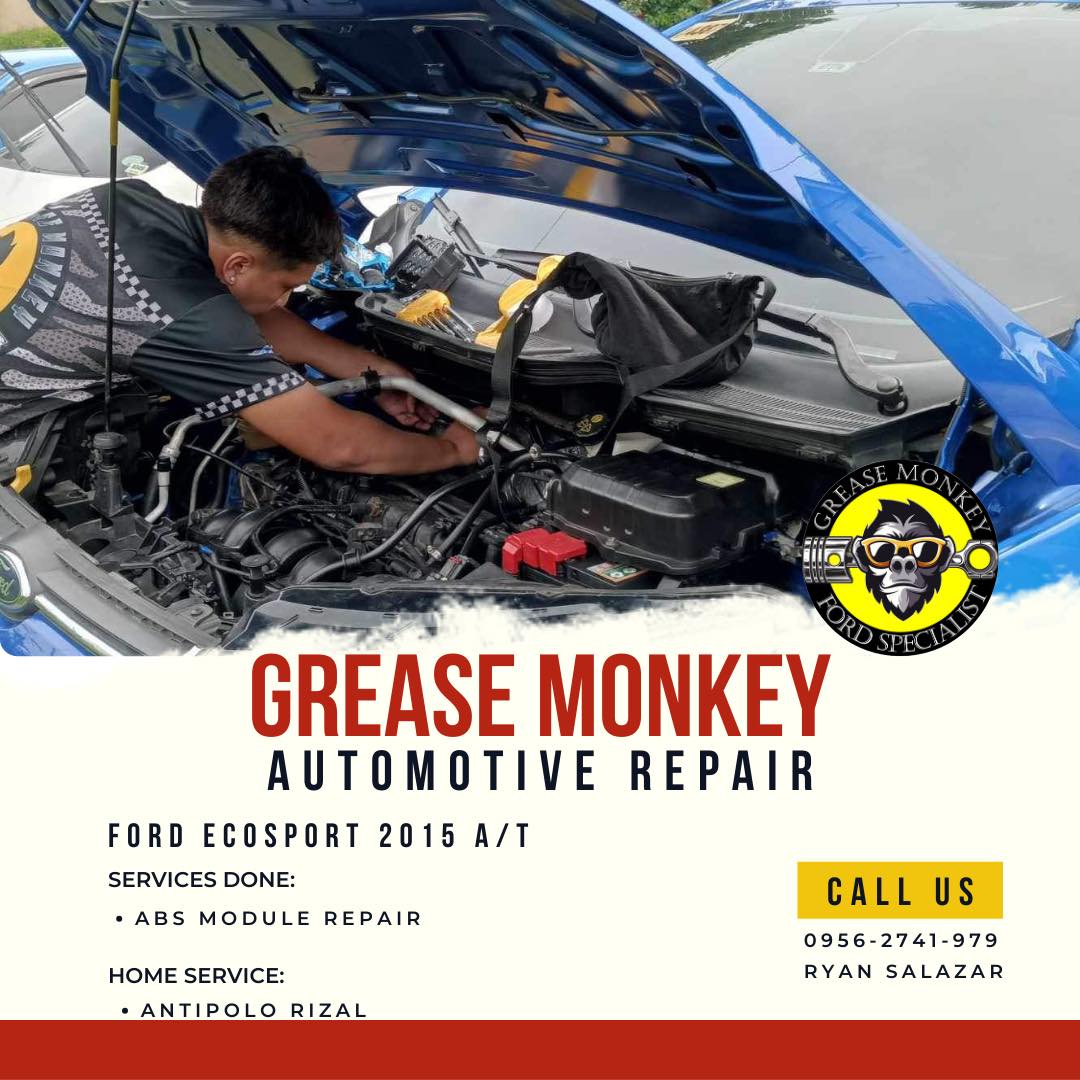 GREASE MONKEY
FORD SPECIALIST
GREASE MONKEY
AUTOMOTIVE REPAIR
FORD ECOSPORT 2015 A/T
SERVICES DONE:
• ABS MODULE REPAIR
HOME SERVICE:
• ANTIPOLO RIZAL
CALL US
0956-2741-979
RYAN SALAZAR